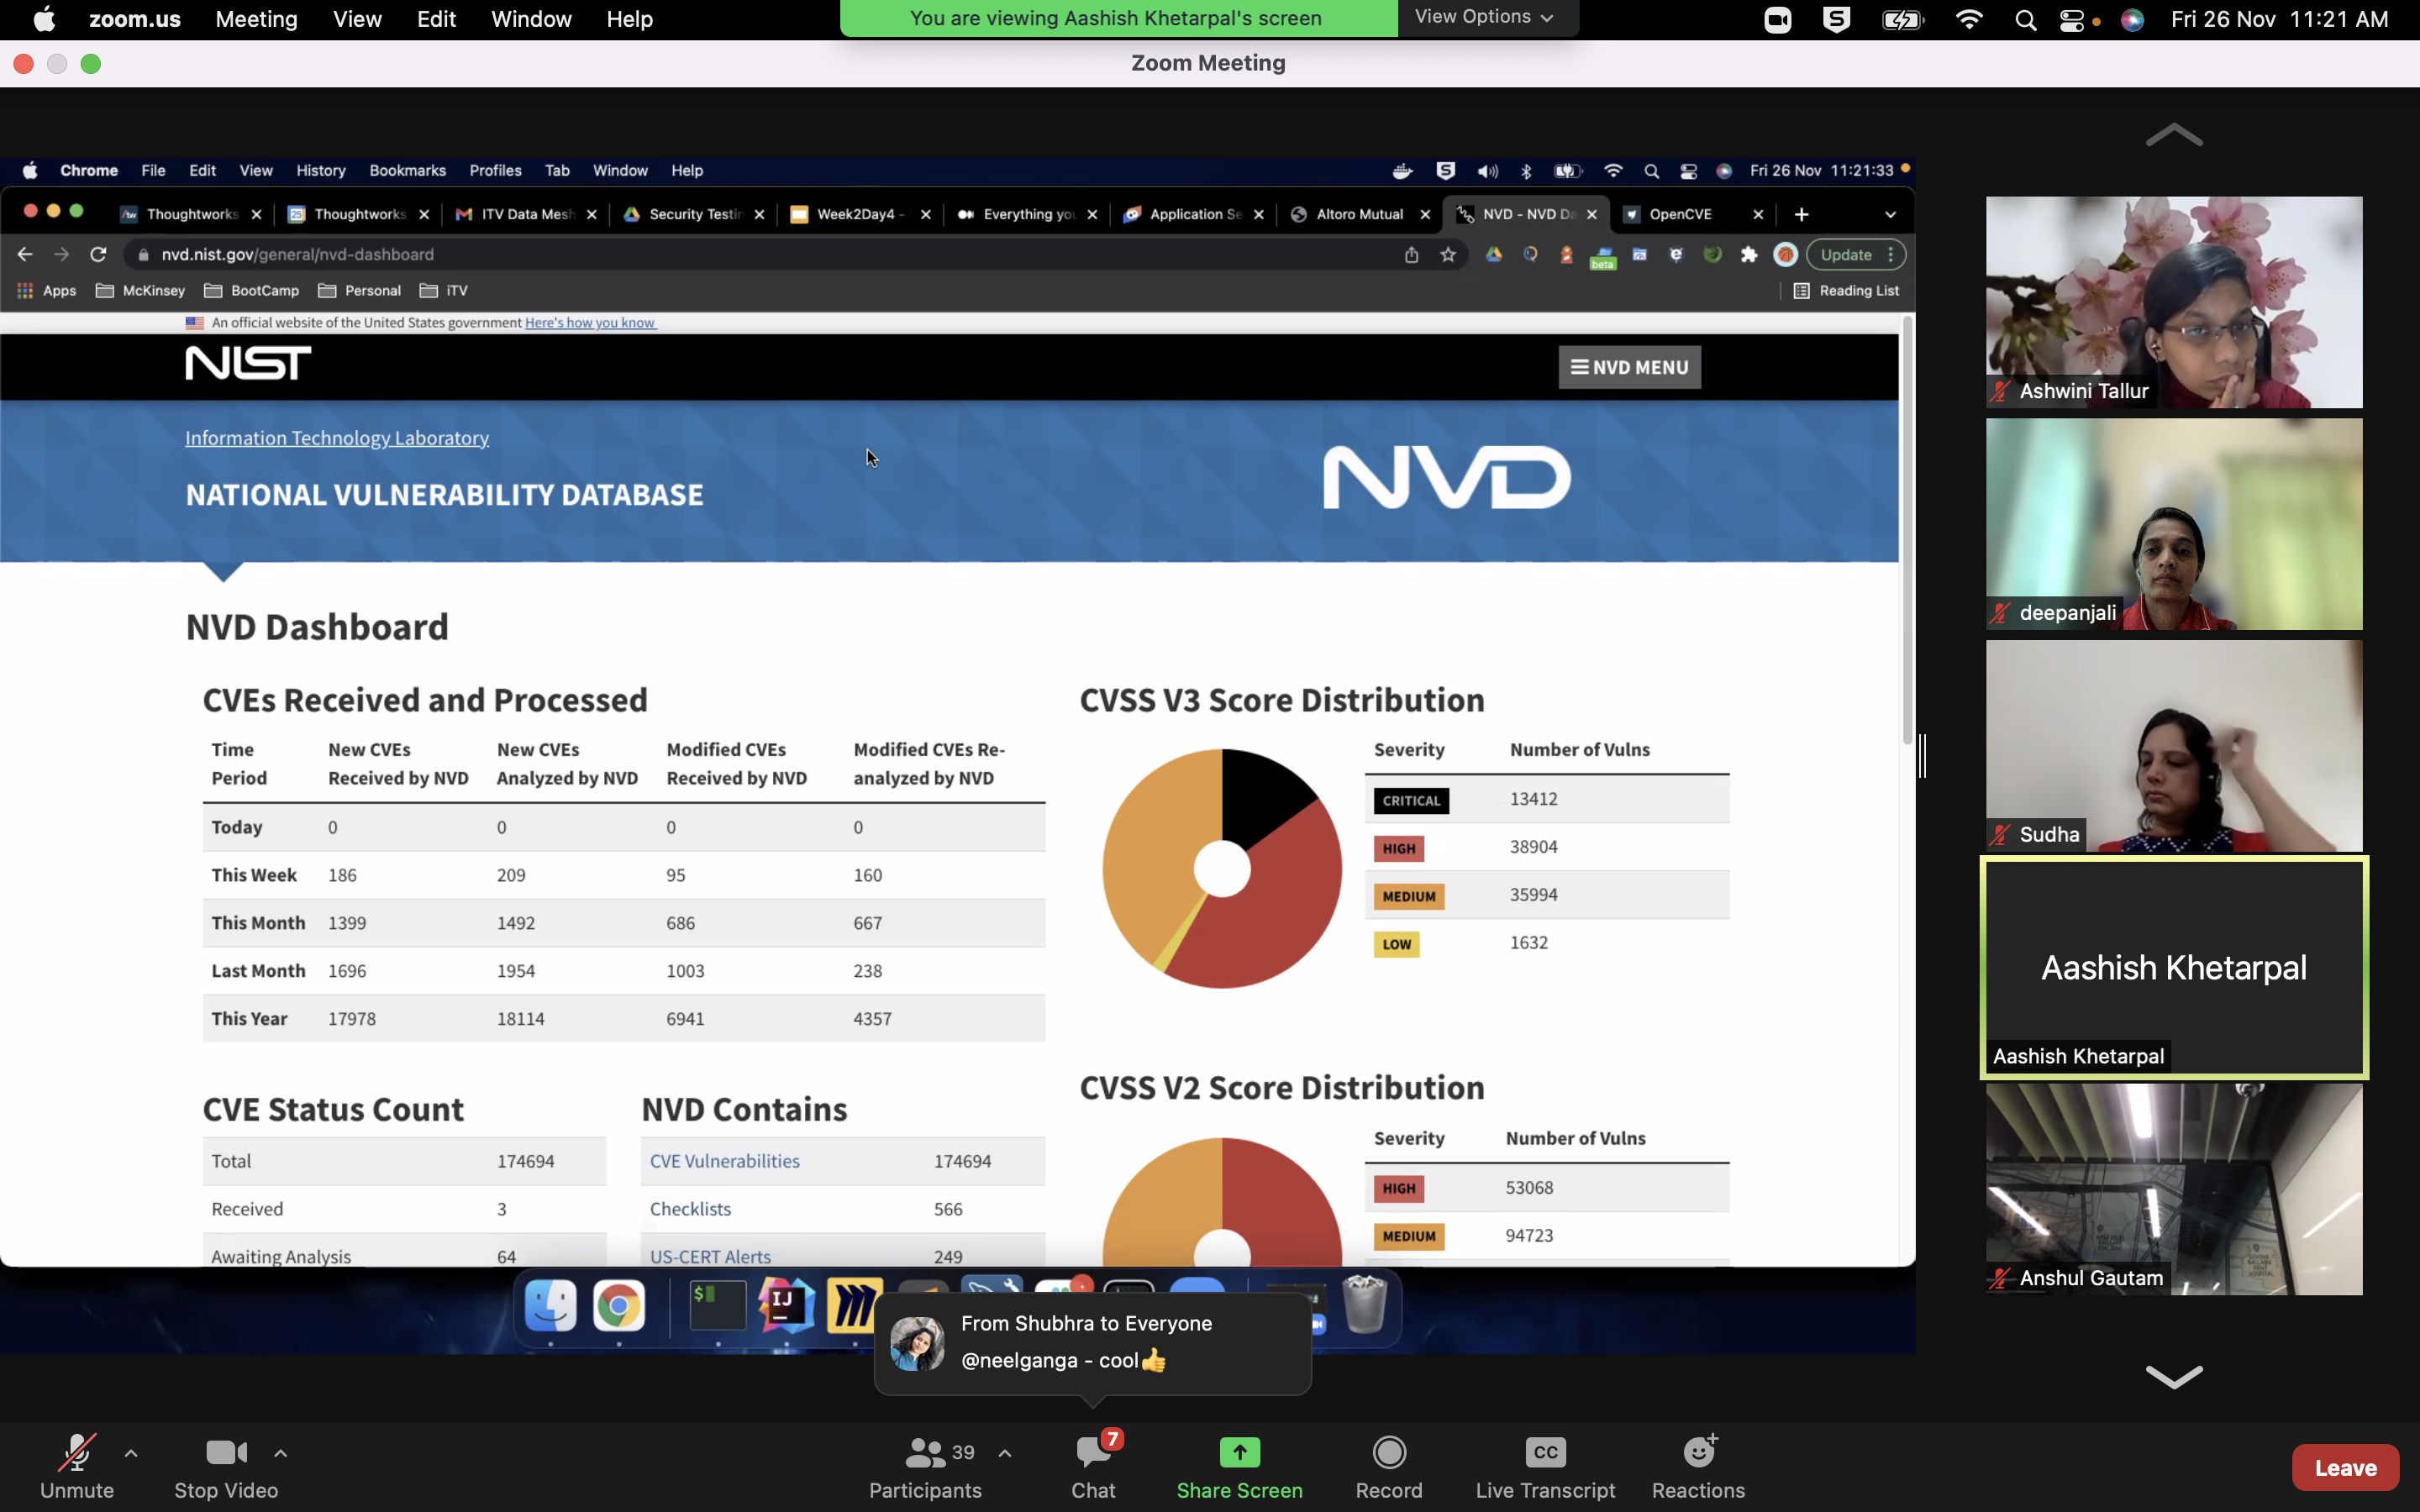 zoom.us Meeting View Edit Window Help
You are viewing Aashish Khetarpal's screen View Options
Fri 26 Nov 11:21 AM
Zoom Meeting
Chrome File Edit View History Bookmarks Profiles Tab Window Help
Fri 26 Nov 11:21:33
Thoughtworks Thoughtworks ITV Data Mesh Security Testin Week2Day4 - Everything you Application Se Altoro Mutual NVD - NVD Da OpenCVE
nvd.nist.gov/general/nvd-dashboard
beta
Update
Apps McKinsey BootCamp Personal iTV Reading List
An official website of the United States government Here's how you know
NIST
NVD MENU
Information Technology Laboratory
NATIONAL VULNERABILITY DATABASE
NVD
NVD Dashboard
CVEs Received and Processed
Time Period New CVEs Received by NVD New CVEs Analyzed by NVD Modified CVEs Received by NVD Modified CVEs Re-analyzed by NVD
Today 0 0 0 0
This Week 186 209 95 160
This Month 1399 1492 686 667
Last Month 1696 1954 1003 238
This Year 17978 18114 6941 4357
CVSS V3 Score Distribution
Severity Number of Vulns
CRITICAL 13412
HIGH 38904
MEDIUM 35994
LOW 1632
CVE Status Count
Total 174694
Received 3
Awaiting Analysis 64
NVD Contains
CVE Vulnerabilities 174694
Checklists 566
US-CERT Alerts 249
CVSS V2 Score Distribution
Severity Number of Vulns
HIGH 53068
MEDIUM 94723
Ashwini Tallur
deepanjali
Sudha
Aashish Khetarpal
Aashish Khetarpal
Anshul Gautam
From Shubhra to Everyone
@neelganga - cool👍
Unmute
Stop Video
39
Participants
7
Chat
Share Screen
Record
CC
Live Transcript
Reactions
Leave